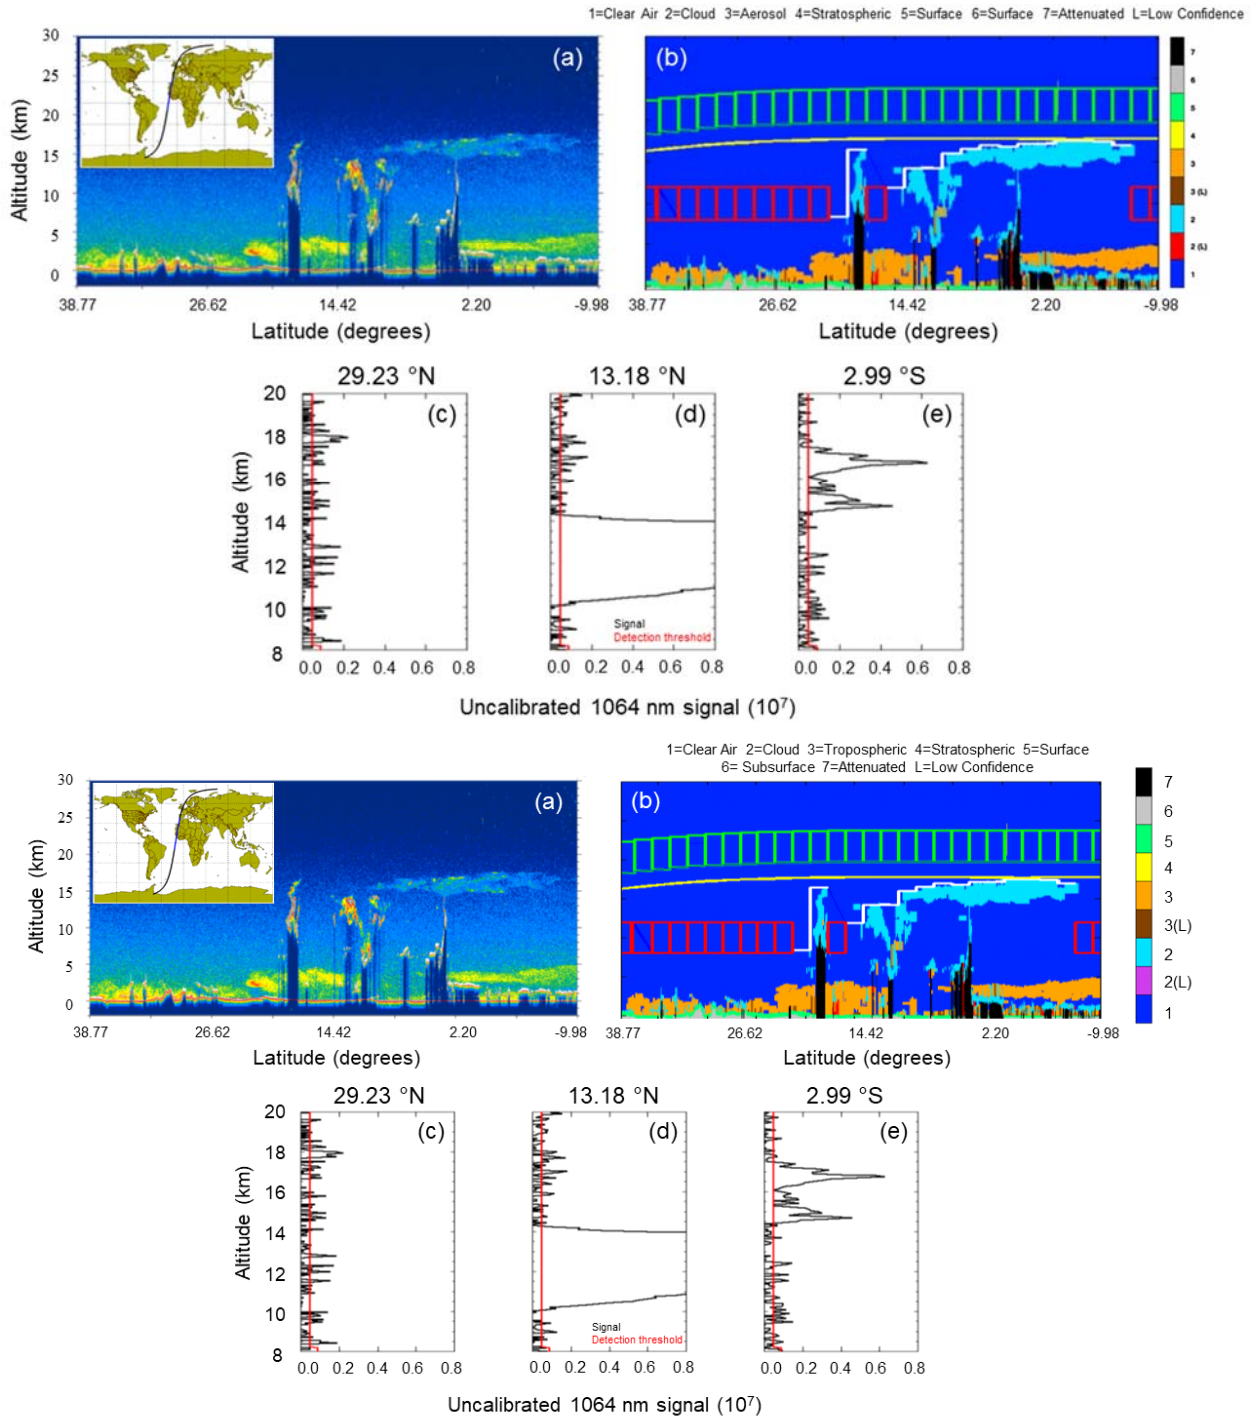 1=Clear Air 2=Cloud 3=Aerosol 4=Stratospheric 5=Surface 6=Surface 7=Attenuated L=Low Confidence
30
25
20
15
10
5
0
Altitude (km)
(a)
38.77 26.62 14.42 2.20 -9.98
Latitude (degrees)
(b)
7
6
5
4
3
3 (L)
2
2 (L)
1
38.77 26.62 14.42 2.20 -9.98
Latitude (degrees)
29.23 °N 13.18 °N 2.99 °S
(c) (d) (e)
20
18
16
14
12
10
8
Altitude (km)
Signal
Detection threshold
0.0 0.2 0.4 0.6 0.8 0.0 0.2 0.4 0.6 0.8 0.0 0.2 0.4 0.6 0.8
Uncalibrated 1064 nm signal (10⁷)
1=Clear Air 2=Cloud 3=Tropospheric 4=Stratospheric 5=Surface
6= Subsurface 7=Attenuated L=Low Confidence
30
25
20
15
10
5
0
Altitude (km)
(a)
38.77 26.62 14.42 2.20 -9.98
Latitude (degrees)
(b)
7
6
5
4
3
3(L)
2
2(L)
1
38.77 26.62 14.42 2.20 -9.98
Latitude (degrees)
29.23 °N 13.18 °N 2.99 °S
(c) (d) (e)
20
18
16
14
12
10
8
Altitude (km)
Signal
Detection threshold
0.0 0.2 0.4 0.6 0.8 0.0 0.2 0.4 0.6 0.8 0.0 0.2 0.4 0.6 0.8
Uncalibrated 1064 nm signal (10⁷)